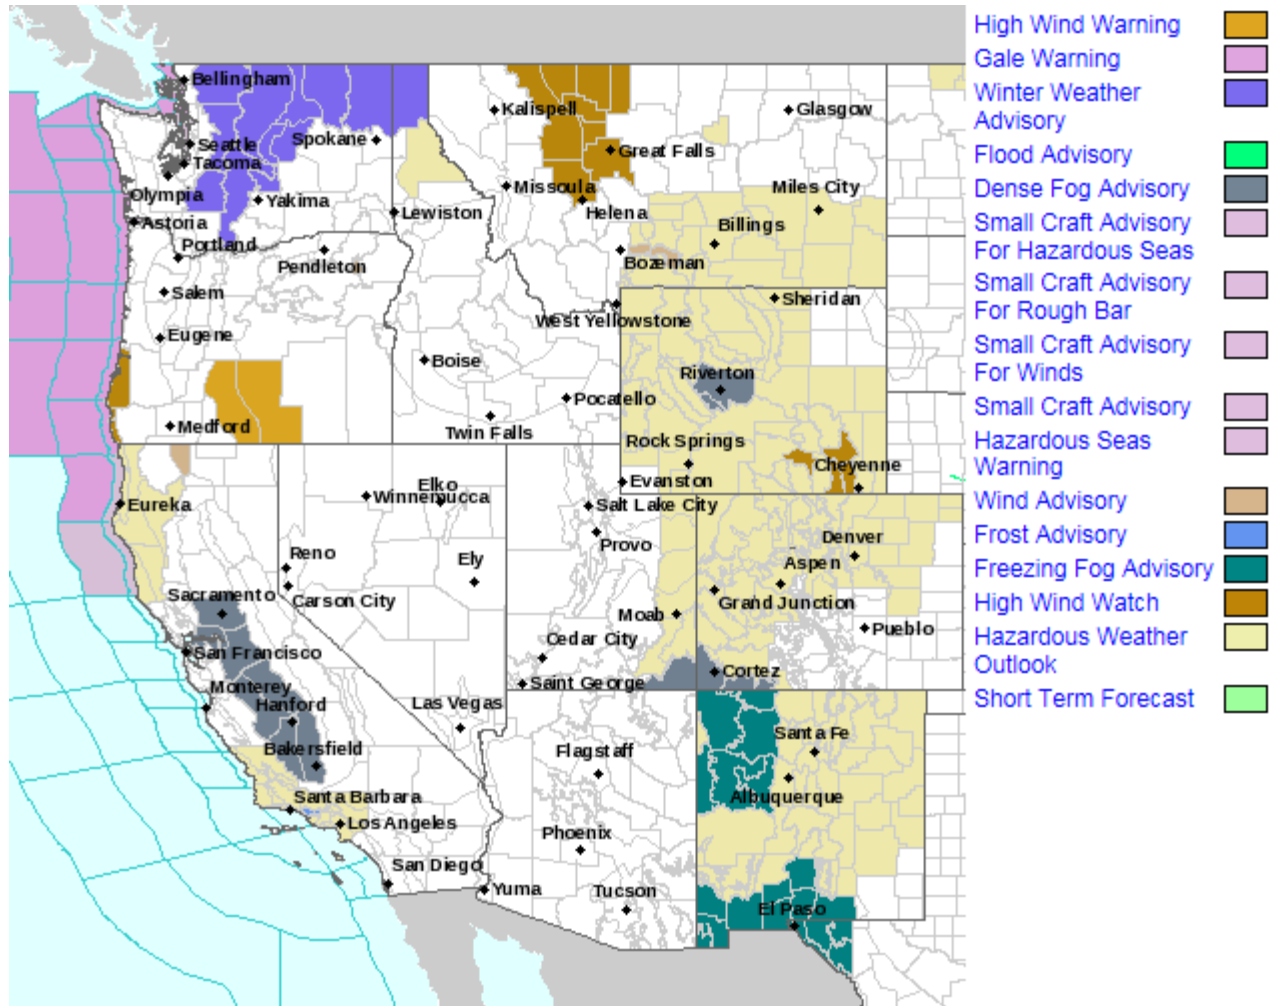 High Wind Warning
Gale Warning
Winter Weather
Advisory
Flood Advisory
Dense Fog Advisory
Small Craft Advisory
For Hazardous Seas
Small Craft Advisory
For Rough Bar
Small Craft Advisory
For Winds
Small Craft Advisory
Hazardous Seas
Warning
Wind Advisory
Frost Advisory
Freezing Fog Advisory
High Wind Watch
Hazardous Weather
Outlook
Short Term Forecast
Bellingham
Kalispell
Glasgow
Seattle
Spokane
Great Falls
Tacoma
Olympia
Yakima
Missoula
Miles City
Lewiston
Helena
Astoria
Billings
Portland
Pendleton
Bozeman
Salem
Sheridan
West Yellowstone
Eugene
Boise
Riverton
Pocatello
Medford
Twin Falls
Rock Springs
Cheyenne
Elko
Evanston
Winnemucca
Eureka
Salt Lake City
Denver
Provo
Reno
Ely
Aspen
Sacramento
Carson City
Grand Junction
Moab
Pueblo
Cedar City
San Francisco
Cortez
Saint George
Monterey
Hanford
Las Vegas
Santa Fe
Bakersfield
Flagstaff
Albuquerque
Santa Barbara
Los Angeles
Phoenix
San Diego
Yuma
Tucson
El Paso